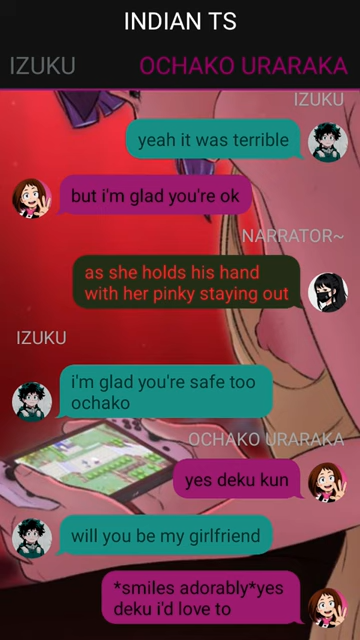 INDIAN TS
IZUKU
OCHAKO URARAKA
IZUKU
yeah it was terrible
but i'm glad you're ok
NARRATOR~
as she holds his hand
with her pinky staying out
IZUKU
i'm glad you're safe too
ochako
OCHAKO URARAKA
yes deku kun
will you be my girlfriend
*smiles adorably*yes
deku i'd love to